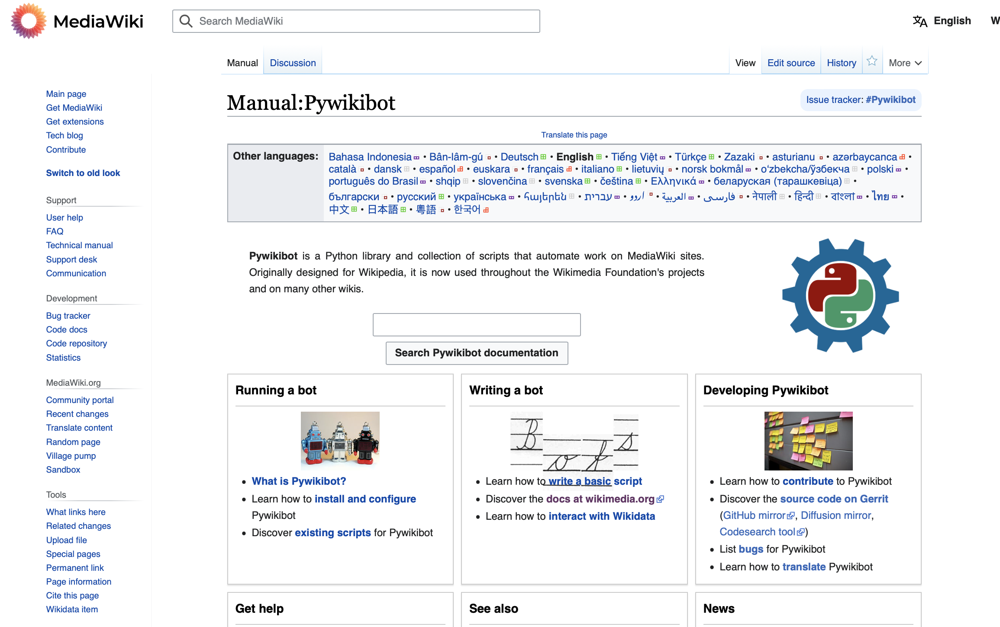 MediaWiki
Search MediaWiki
English W
Manual Discussion
View Edit source History More
Main page
Get MediaWiki
Get extensions
Tech blog
Contribute
Switch to old look
Support
User help
FAQ
Technical manual
Support desk
Communication
Development
Bug tracker
Code docs
Code repository
Statistics
MediaWiki.org
Community portal
Recent changes
Translate content
Random page
Village pump
Sandbox
Tools
What links here
Related changes
Upload file
Special pages
Permanent link
Page information
Cite this page
Wikidata item
Manual:Pywikibot
Issue tracker: #Pywikibot
Translate this page
Other languages:
Bahasa Indonesia • Bân-lâm-gú • Deutsch • English • Tiếng Việt • Türkçe • Zazaki • asturianu • azərbaycanca •
català • dansk • español • euskara • français • italiano • lietuvių • norsk bokmål • oʻzbekcha/ўзбекча • polski •
português do Brasil • shqip • slovenčina • svenska • čeština • Ελληνικά • беларуская (тарашкевіца) •
български • русский • українська • հայերեն • עברית • اردو • العربية • فارسی • नेपाली • हिन्दी • বাংলা • ไทย •
中文 • 日本語 • 粵語 • 한국어
Pywikibot is a Python library and collection of scripts that automate work on MediaWiki sites.
Originally designed for Wikipedia, it is now used throughout the Wikimedia Foundation's projects
and on many other wikis.
Search Pywikibot documentation
Running a bot
What is Pywikibot?
Learn how to install and configure
Pywikibot
Discover existing scripts for Pywikibot
Writing a bot
B o t s
Learn how to write a basic script
Discover the docs at wikimedia.org
Learn how to interact with Wikidata
Developing Pywikibot
Learn how to contribute to Pywikibot
Discover the source code on Gerrit
(GitHub mirror, Diffusion mirror,
Codesearch tool)
List bugs for Pywikibot
Learn how to translate Pywikibot
Get help
See also
News